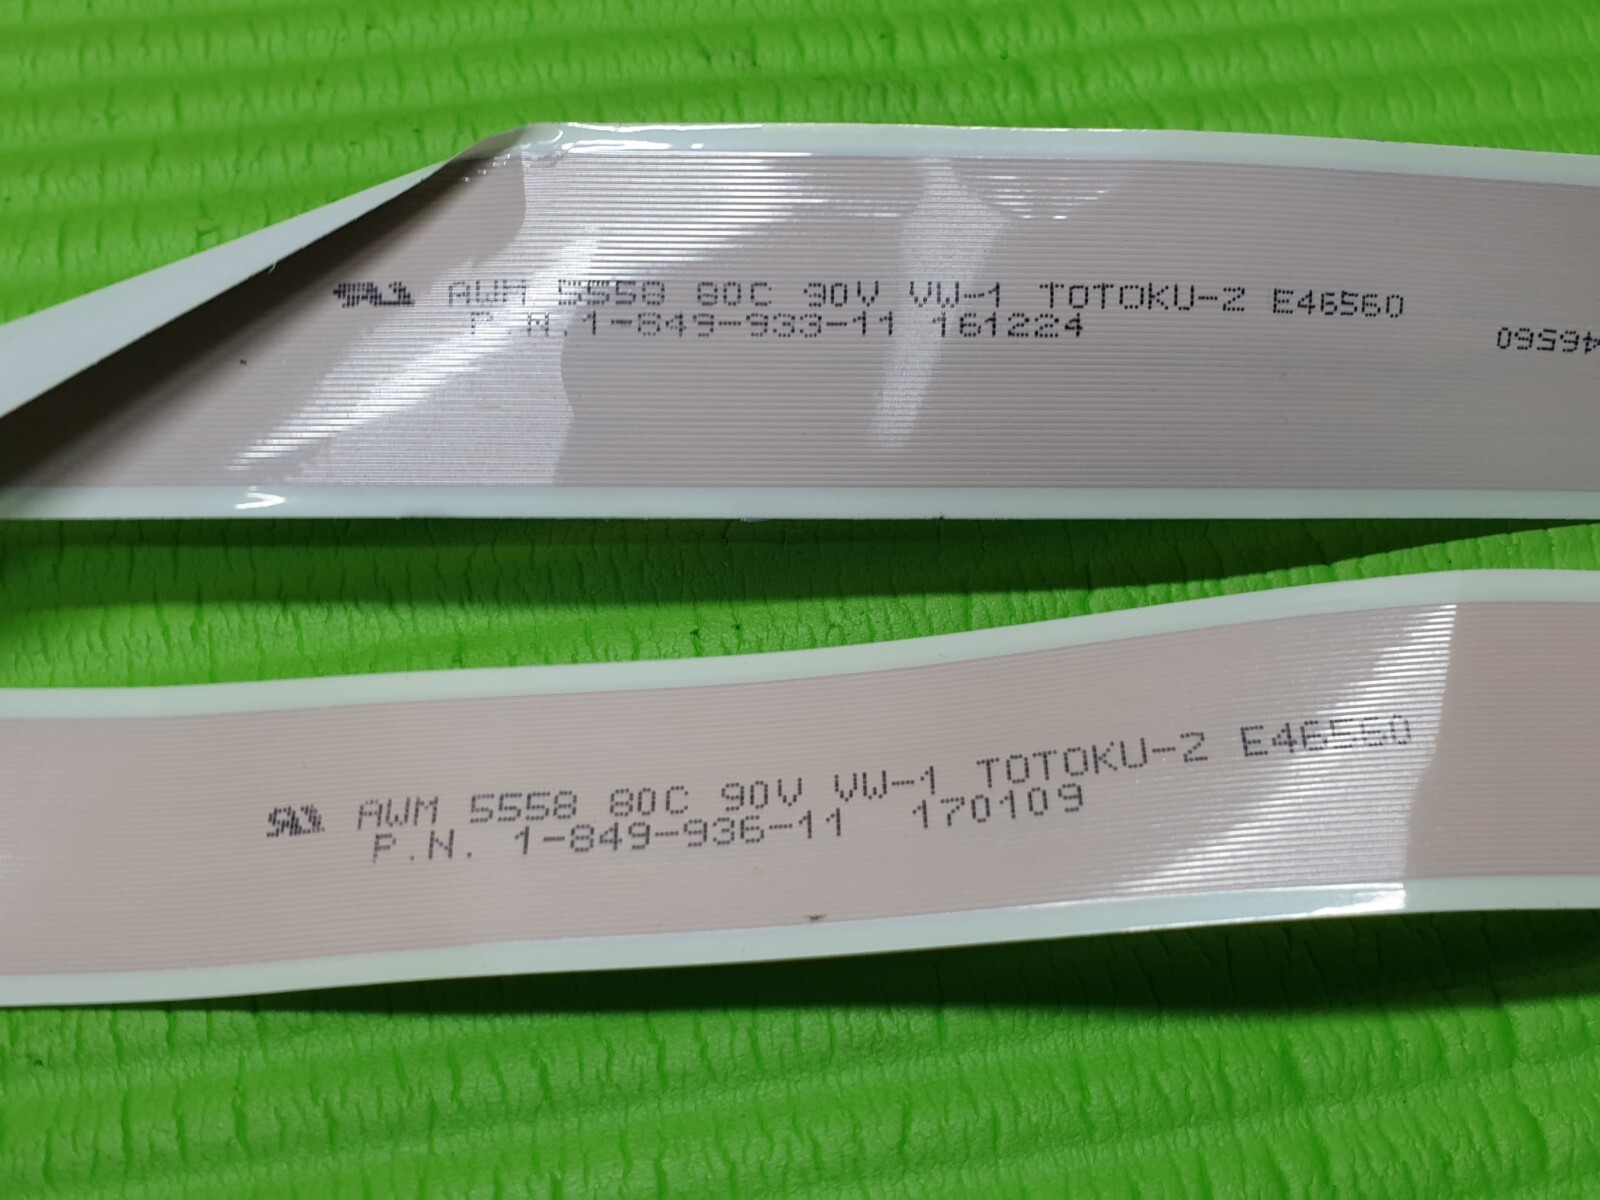 AWM 5558 80C 90V VW-1 TOTOKU-Z E46560
P.N.1-849-933-11 161224
46560
AWM 5558 80C 90V VW-1 TOTOKU-Z E46560
P.N. 1-849-936-11 170109